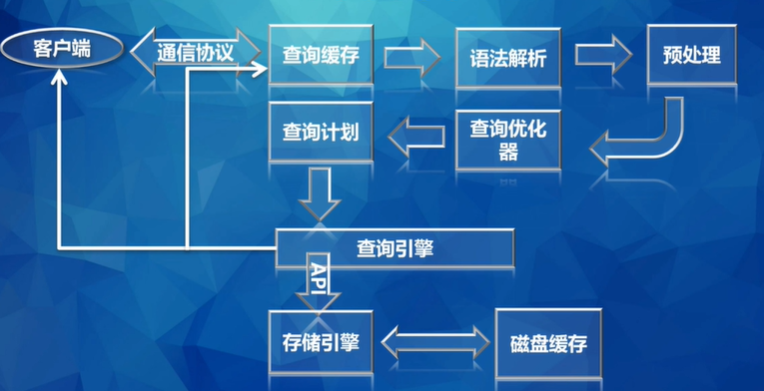 客户端
通信协议
查询缓存
语法解析
预处理
查询计划
查询优化
器
查询引擎
API
存储引擎
磁盘缓存